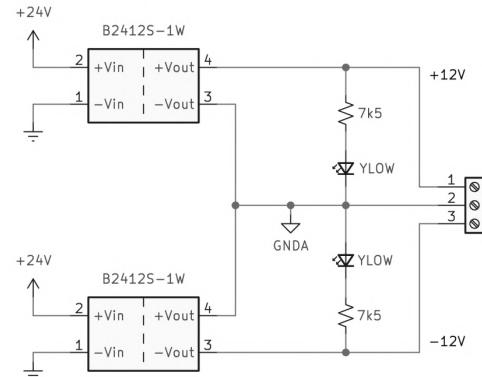 +24V
B2412S-1W
2 +Vin +Vout 4
1 -Vin -Vout 3
+12V
7k5
YLOW
1
2
3
GNDA
YLOW
+24V
B2412S-1W
2 +Vin +Vout 4
7k5
1 -Vin -Vout 3
-12V